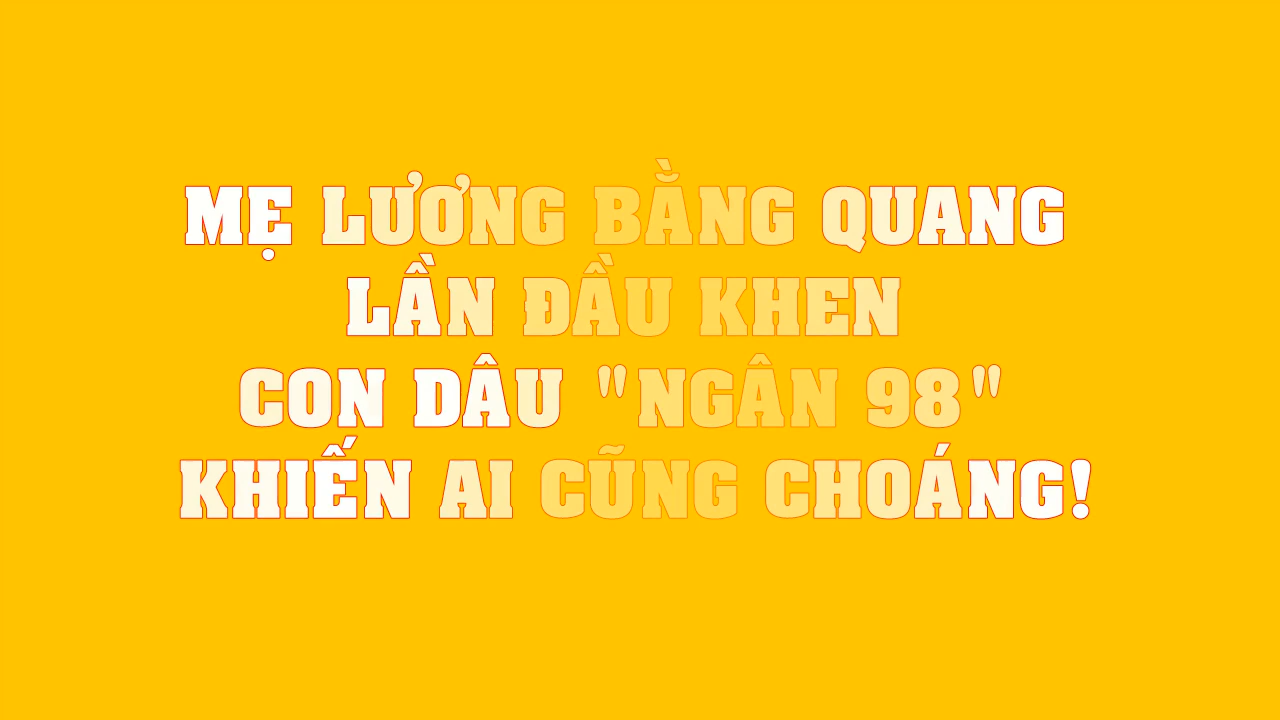 MẸ LƯƠNG BẰNG QUANG
LẦN ĐẦU KHEN
CON DÂU "NGÂN 98"
KHIẾN AI CŨNG CHOÁNG!